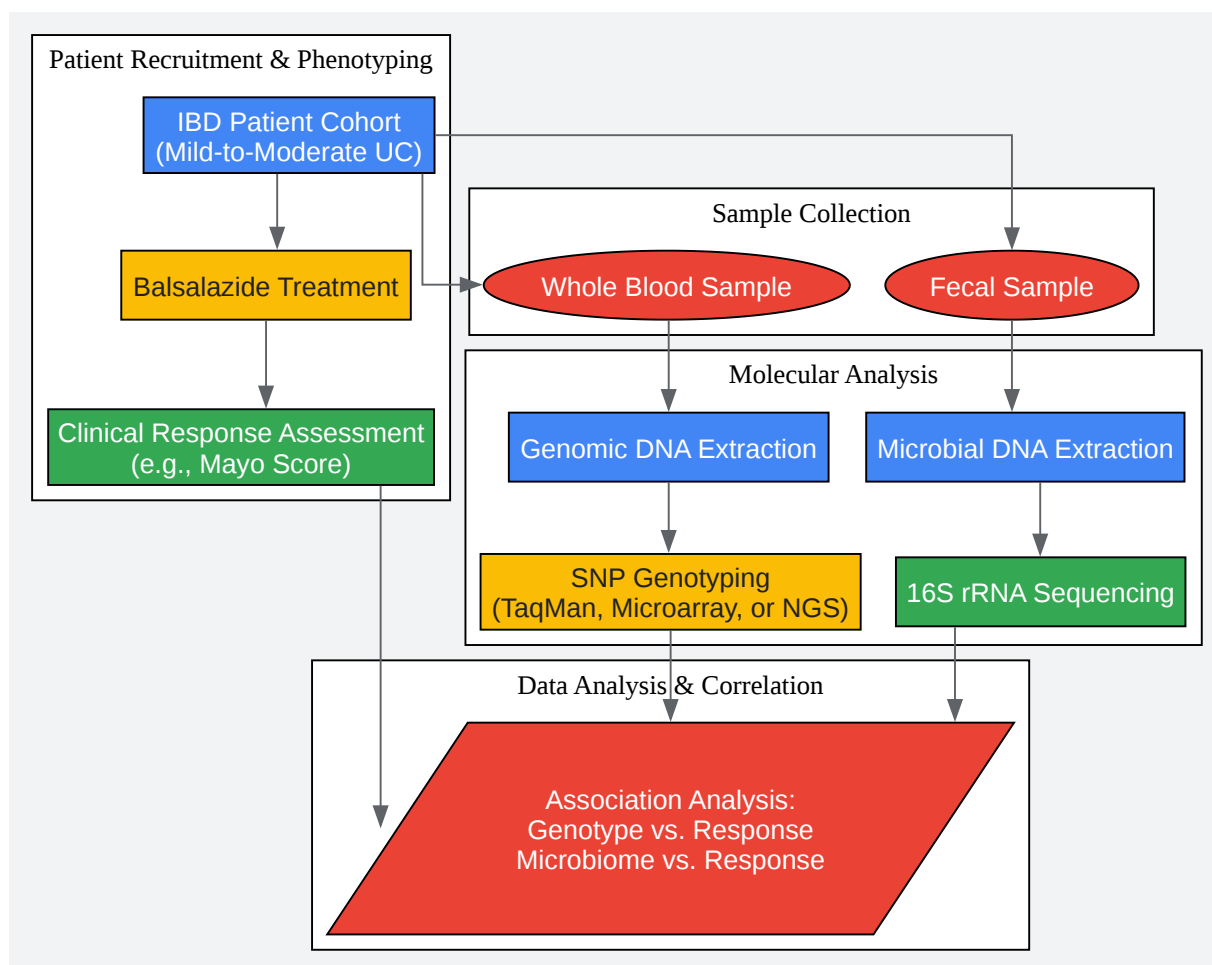 Patient Recruitment & Phenotyping
IBD Patient Cohort
(Mild-to-Moderate UC)
Balsalazide Treatment
Clinical Response Assessment
(e.g., Mayo Score)
Sample Collection
Whole Blood Sample
Fecal Sample
Molecular Analysis
Genomic DNA Extraction
Microbial DNA Extraction
SNP Genotyping
(TaqMan, Microarray, or NGS)
16S rRNA Sequencing
Data Analysis & Correlation
Association Analysis:
Genotype vs. Response
Microbiome vs. Response